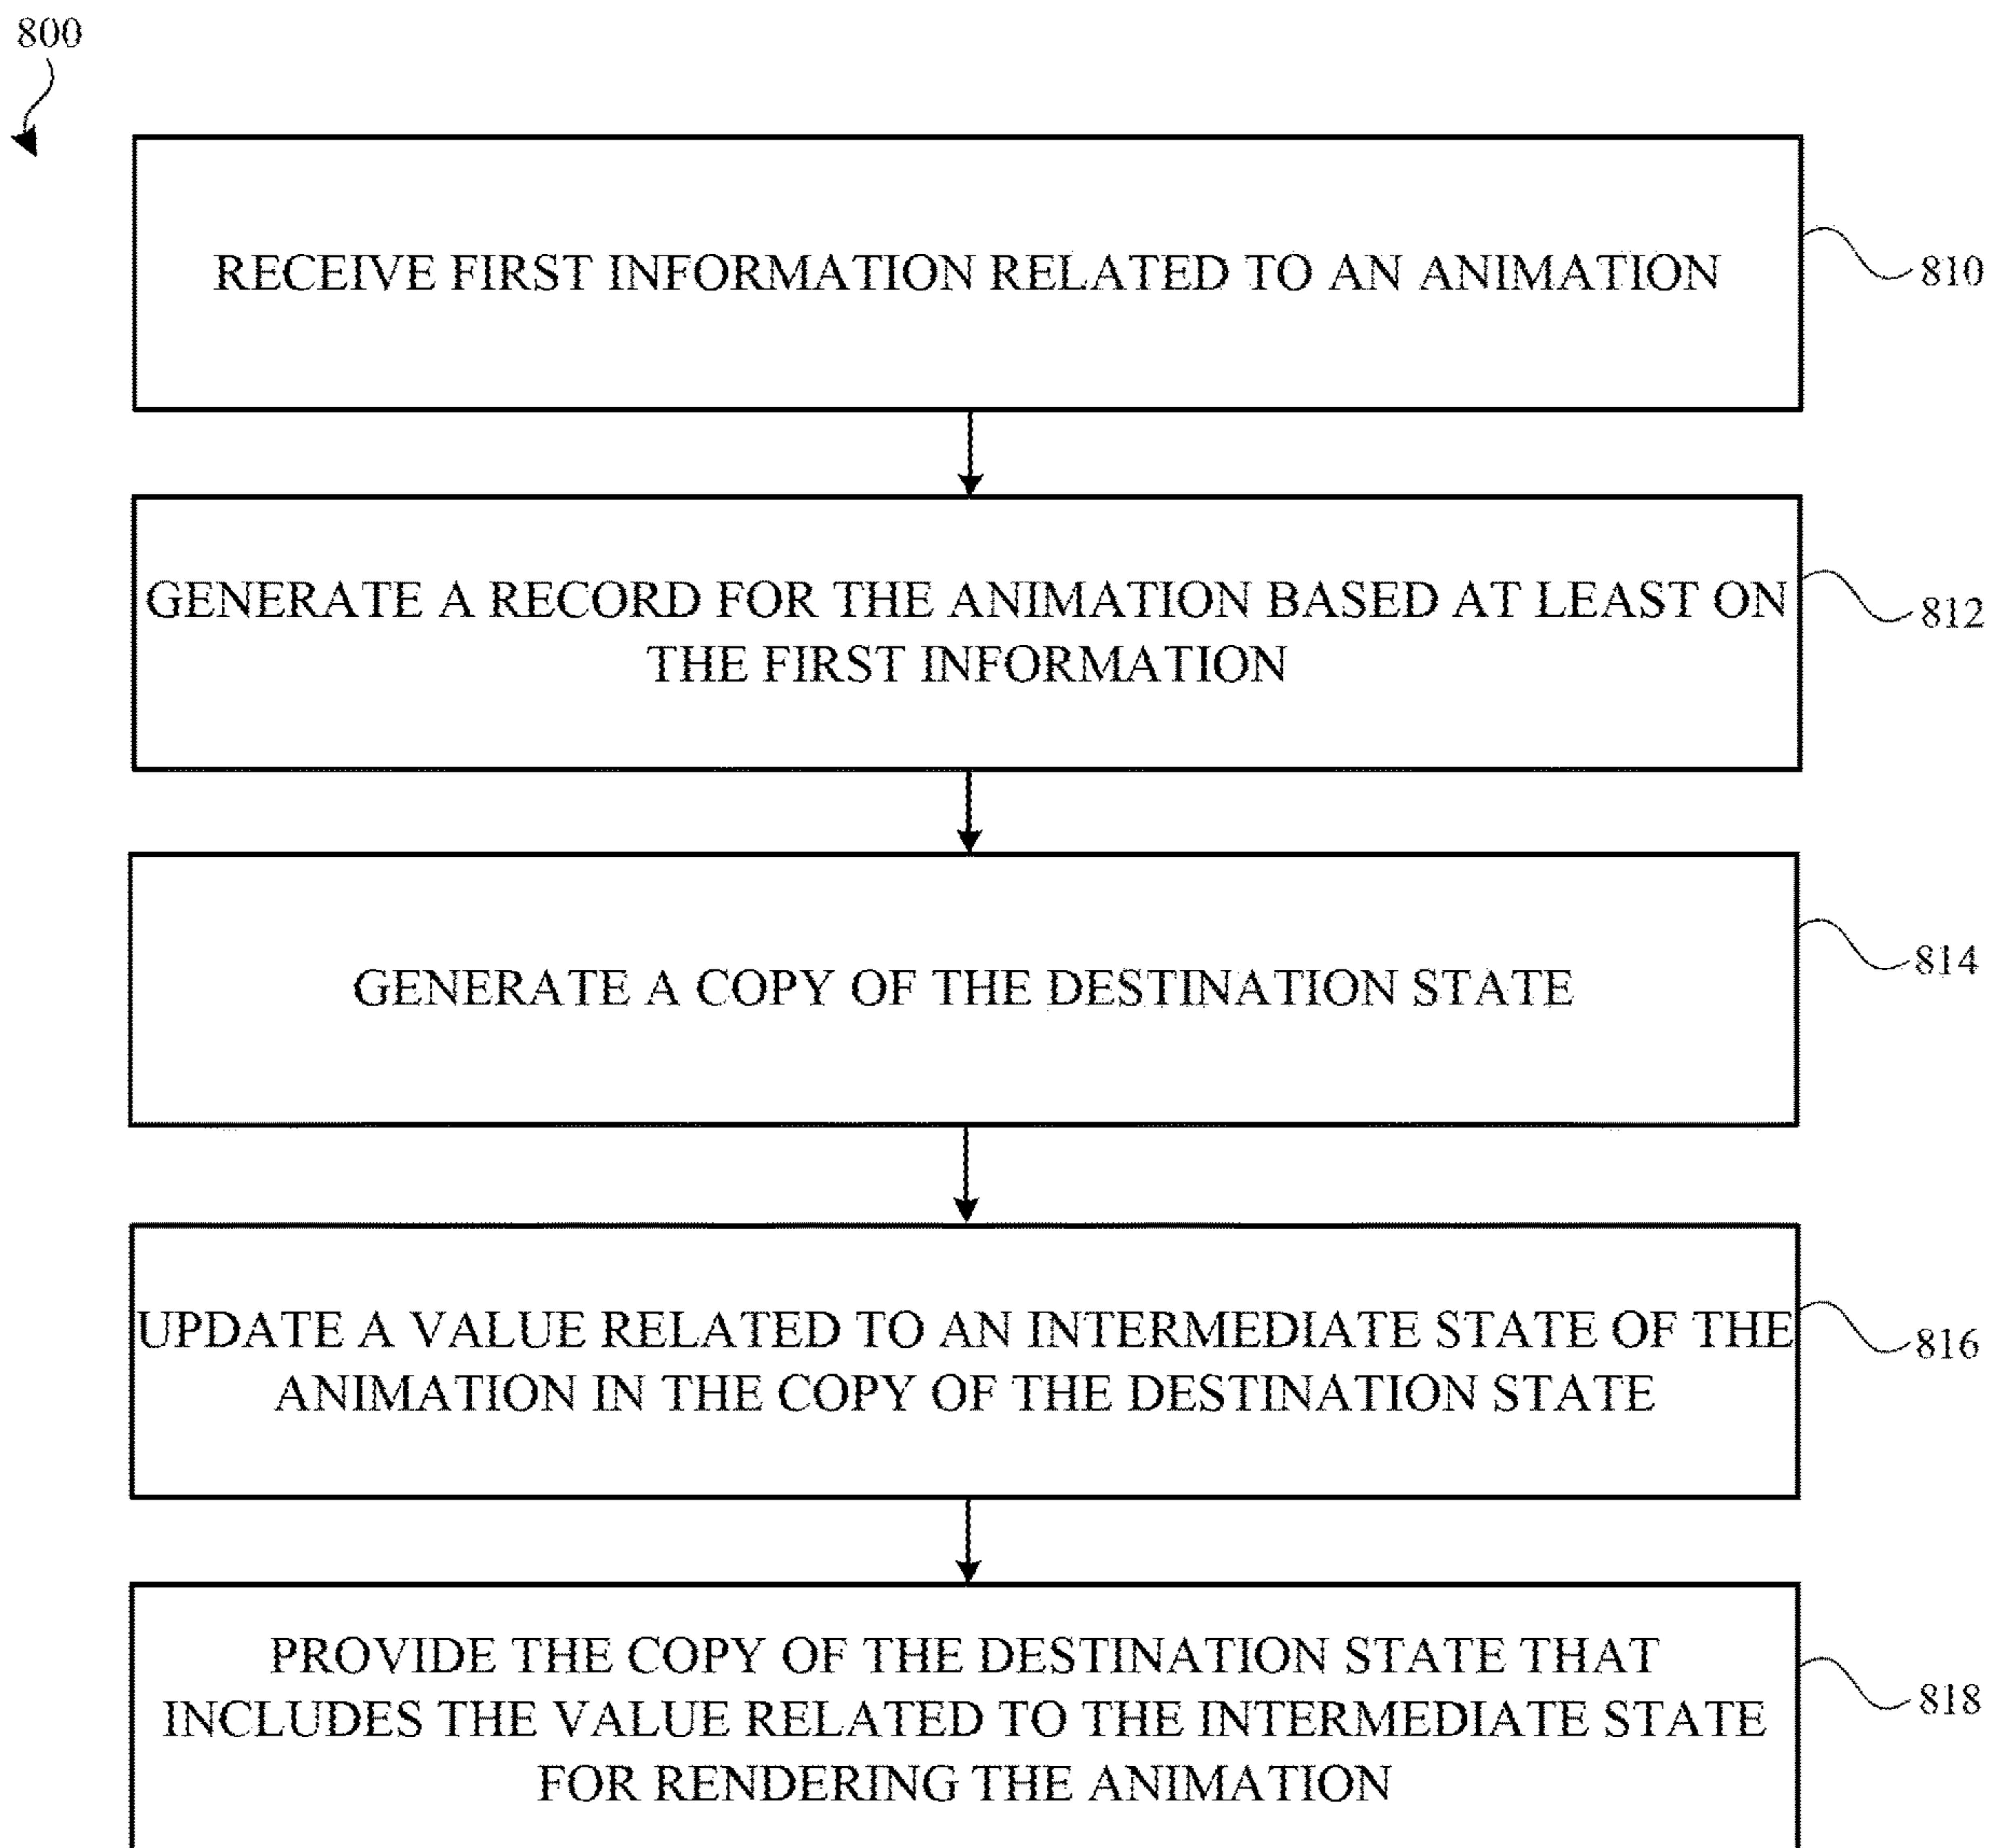 800
RECEIVE FIRST INFORMATION RELATED TO AN ANIMATION
810
GENERATE A RECORD FOR THE ANIMATION BASED AT LEAST ON
THE FIRST INFORMATION
812
GENERATE A COPY OF THE DESTINATION STATE
814
UPDATE A VALUE RELATED TO AN INTERMEDIATE STATE OF THE
ANIMATION IN THE COPY OF THE DESTINATION STATE
816
PROVIDE THE COPY OF THE DESTINATION STATE THAT
INCLUDES THE VALUE RELATED TO THE INTERMEDIATE STATE
FOR RENDERING THE ANIMATION
818